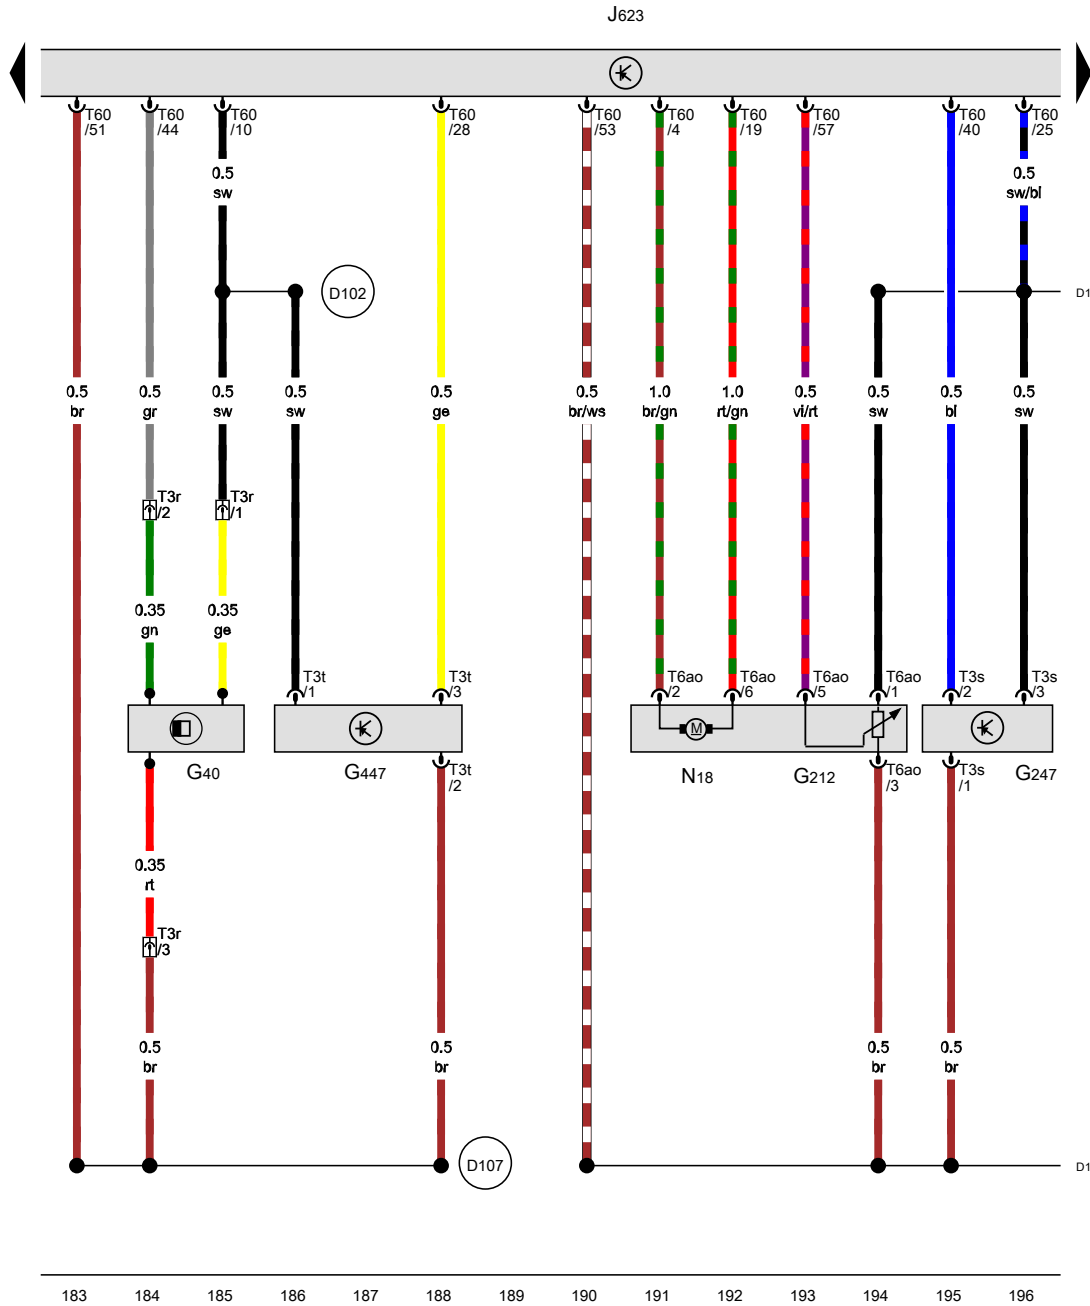 J623
T60 T60 T60 T60 T60 T60 T60 T60 T60 T60
/51 /44 /10 /28 /53 /4 /19 /57 /40 /25
0.5 0.5
sw sw/bl
D102
D1
0.5 0.5 0.5 0.5 0.5 0.5 1.0 1.0 0.5 0.5 0.5 0.5
br gr sw sw ge br/ws br/gn rt/gn vi/rt sw bl sw
T3r T3r
/2 /1
0.35 0.35
gn ge
T3t T3t T6ao T6ao T6ao T6ao T3s T3s
/1 /3 /2 /6 /5 /1 /2 /3
M
G40 G447 T3t N18 G212 T6ao T3s G247
/2 /3 /1
0.35
rt
T3r
/3
0.5 0.5 0.5 0.5
br br br br
D107
D1
183 184 185 186 187 188 189 190 191 192 193 194 195 196